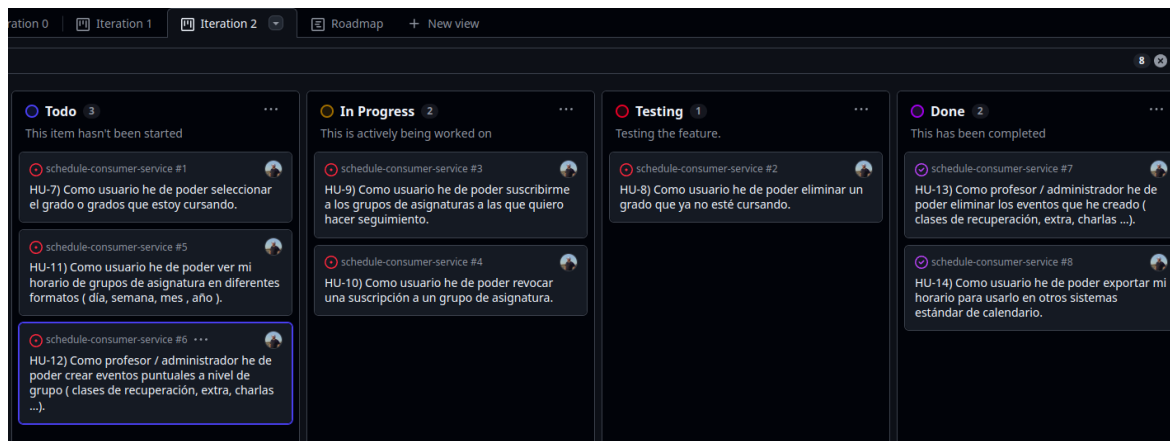 ration 0
Iteration 1
Iteration 2
Roadmap
+ New view
8
Todo 3 ...
This item hasn't been started
schedule-consumer-service #1
HU-7) Como usuario he de poder seleccionar
el grado o grados que estoy cursando.
schedule-consumer-service #5
HU-11) Como usuario he de poder ver mi
horario de grupos de asignatura en diferentes
formatos ( día, semana, mes , año ).
schedule-consumer-service #6 ...
HU-12) Como profesor / administrador he de
poder crear eventos puntuales a nivel de
grupo ( clases de recuperación, extra, charlas
...).
In Progress 2 ...
This is actively being worked on
schedule-consumer-service #3
HU-9) Como usuario he de poder suscribirme
a los grupos de asignaturas a las que quiero
hacer seguimiento.
schedule-consumer-service #4
HU-10) Como usuario he de poder revocar
una suscripción a un grupo de asignatura.
Testing 1 ...
Testing the feature.
schedule-consumer-service #2
HU-8) Como usuario he de poder eliminar un
grado que ya no esté cursando.
Done 2 ...
This has been completed
schedule-consumer-service #7
HU-13) Como profesor / administrador he de
poder eliminar los eventos que he creado (
clases de recuperación, extra, charlas ...).
schedule-consumer-service #8
HU-14) Como usuario he de poder exportar mi
horario para usarlo en otros sistemas
estándar de calendario.